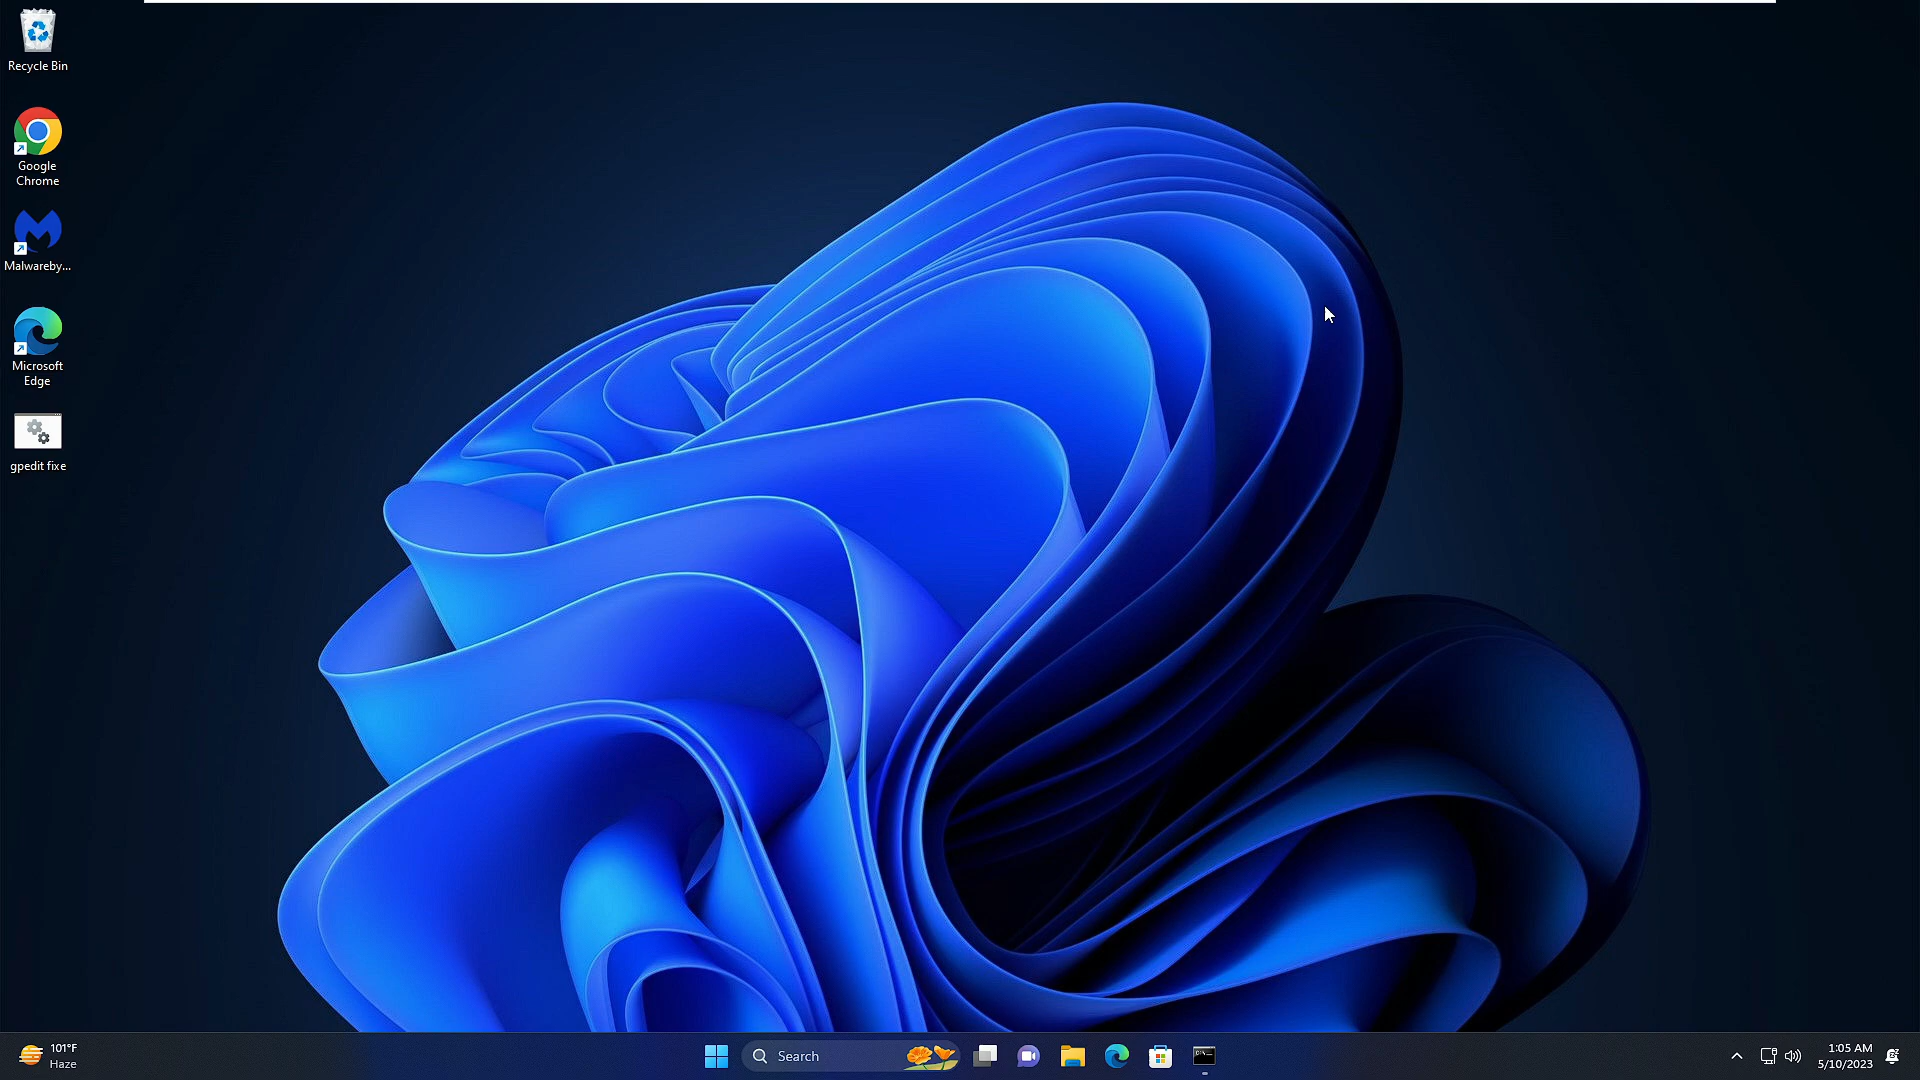 Recycle Bin
Google
Chrome
Malwareby...
Microsoft
Edge
gpedit fixe
101°F
Haze
Search
1:05 AM
5/10/2023